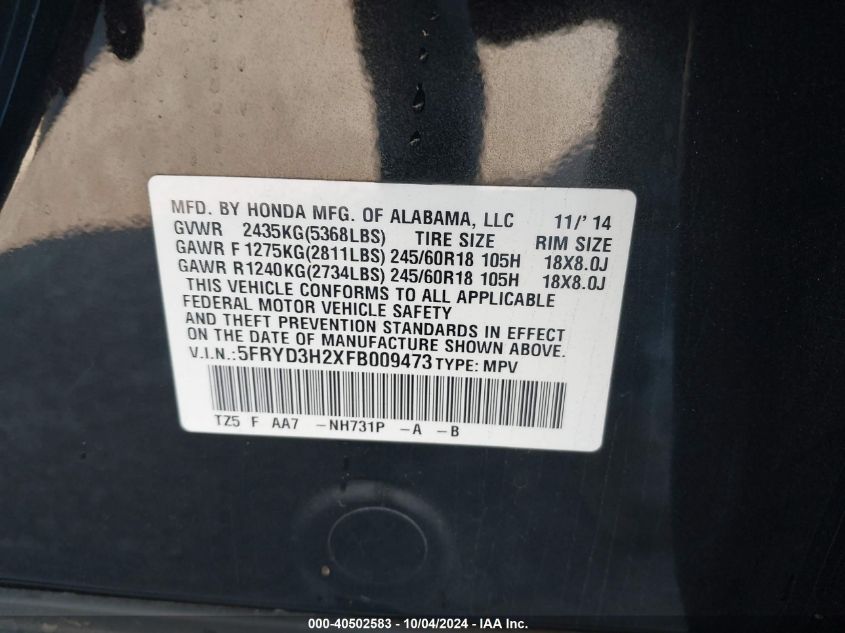 MFD. BY HONDA MFG. OF ALABAMA, LLC 11/' 14
GVWR 2435KG(5368LBS) TIRE SIZE RIM SIZE
GAWR F 1275KG(2811LBS) 245/60R18 105H 18X8.0J
GAWR R1240KG(2734LBS) 245/60R18 105H 18X8.0J
THIS VEHICLE CONFORMS TO ALL APPLICABLE
FEDERAL MOTOR VEHICLE SAFETY
AND THEFT PREVENTION STANDARDS IN EFFECT
ON THE DATE OF MANUFACTURE SHOWN ABOVE.
V.I.N.:5FRYD3H2XFB009473 TYPE: MPV
TZ5 F AA7 -NH731P -A -B
000-40502583 - 10/04/2024 - IAA Inc.